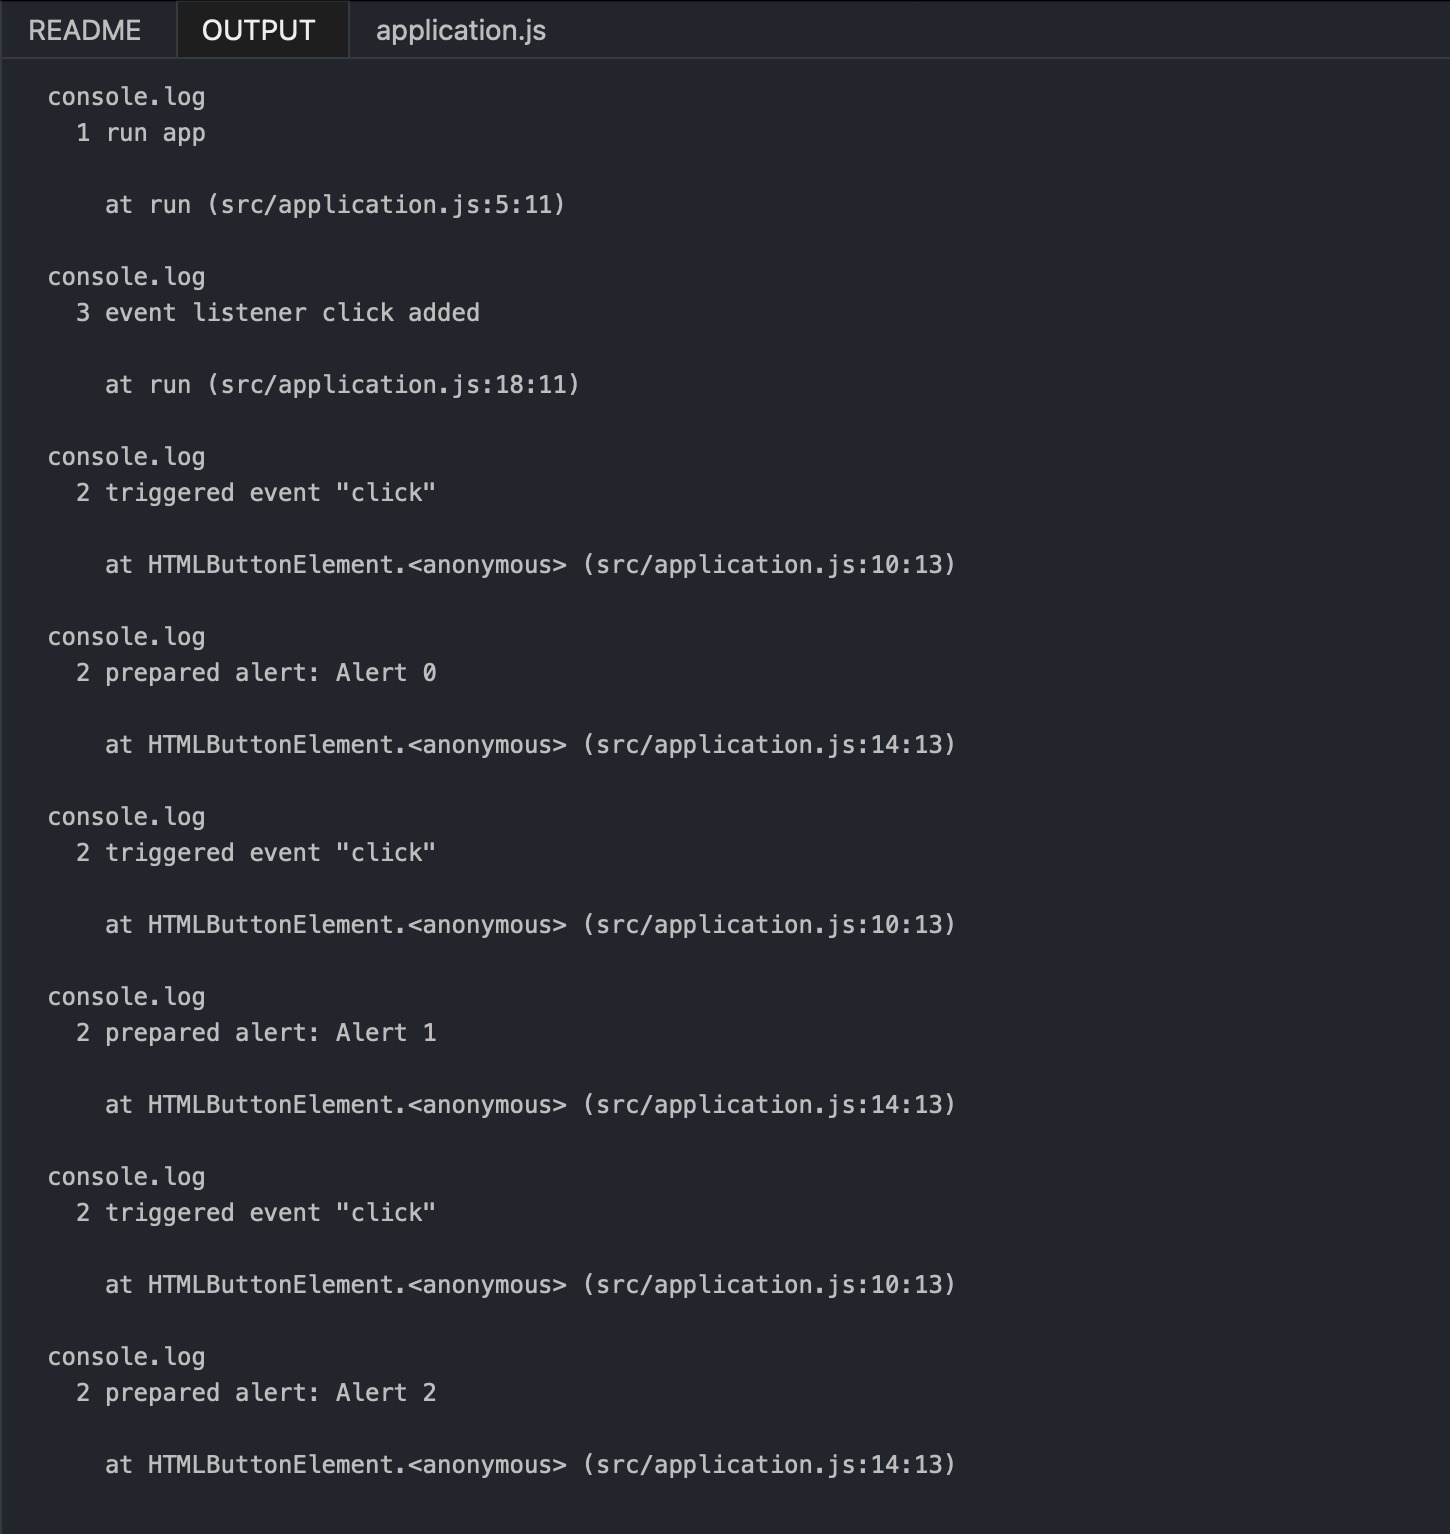 README OUTPUT application.js
console.log
1 run app
at run (src/application.js:5:11)
console.log
3 event listener click added
at run (src/application.js:18:11)
console.log
2 triggered event "click"
at HTMLButtonElement.<anonymous> (src/application.js:10:13)
console.log
2 prepared alert: Alert 0
at HTMLButtonElement.<anonymous> (src/application.js:14:13)
console.log
2 triggered event "click"
at HTMLButtonElement.<anonymous> (src/application.js:10:13)
console.log
2 prepared alert: Alert 1
at HTMLButtonElement.<anonymous> (src/application.js:14:13)
console.log
2 triggered event "click"
at HTMLButtonElement.<anonymous> (src/application.js:10:13)
console.log
2 prepared alert: Alert 2
at HTMLButtonElement.<anonymous> (src/application.js:14:13)